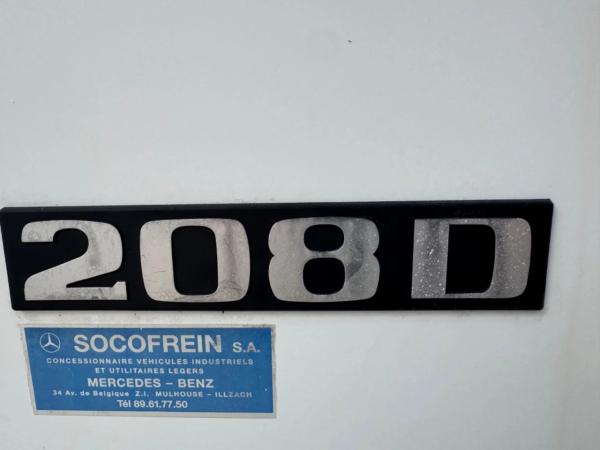 208 D
SOCOFREIN S.A.
CONCESSIONNAIRE VEHICULES INDUSTRIELS
ET UTILITAIRES LEGERS
MERCEDES - BENZ
34 Av. de Belgique Z.I. MULHOUSE - ILLZACH
Tél 89.61.77.50